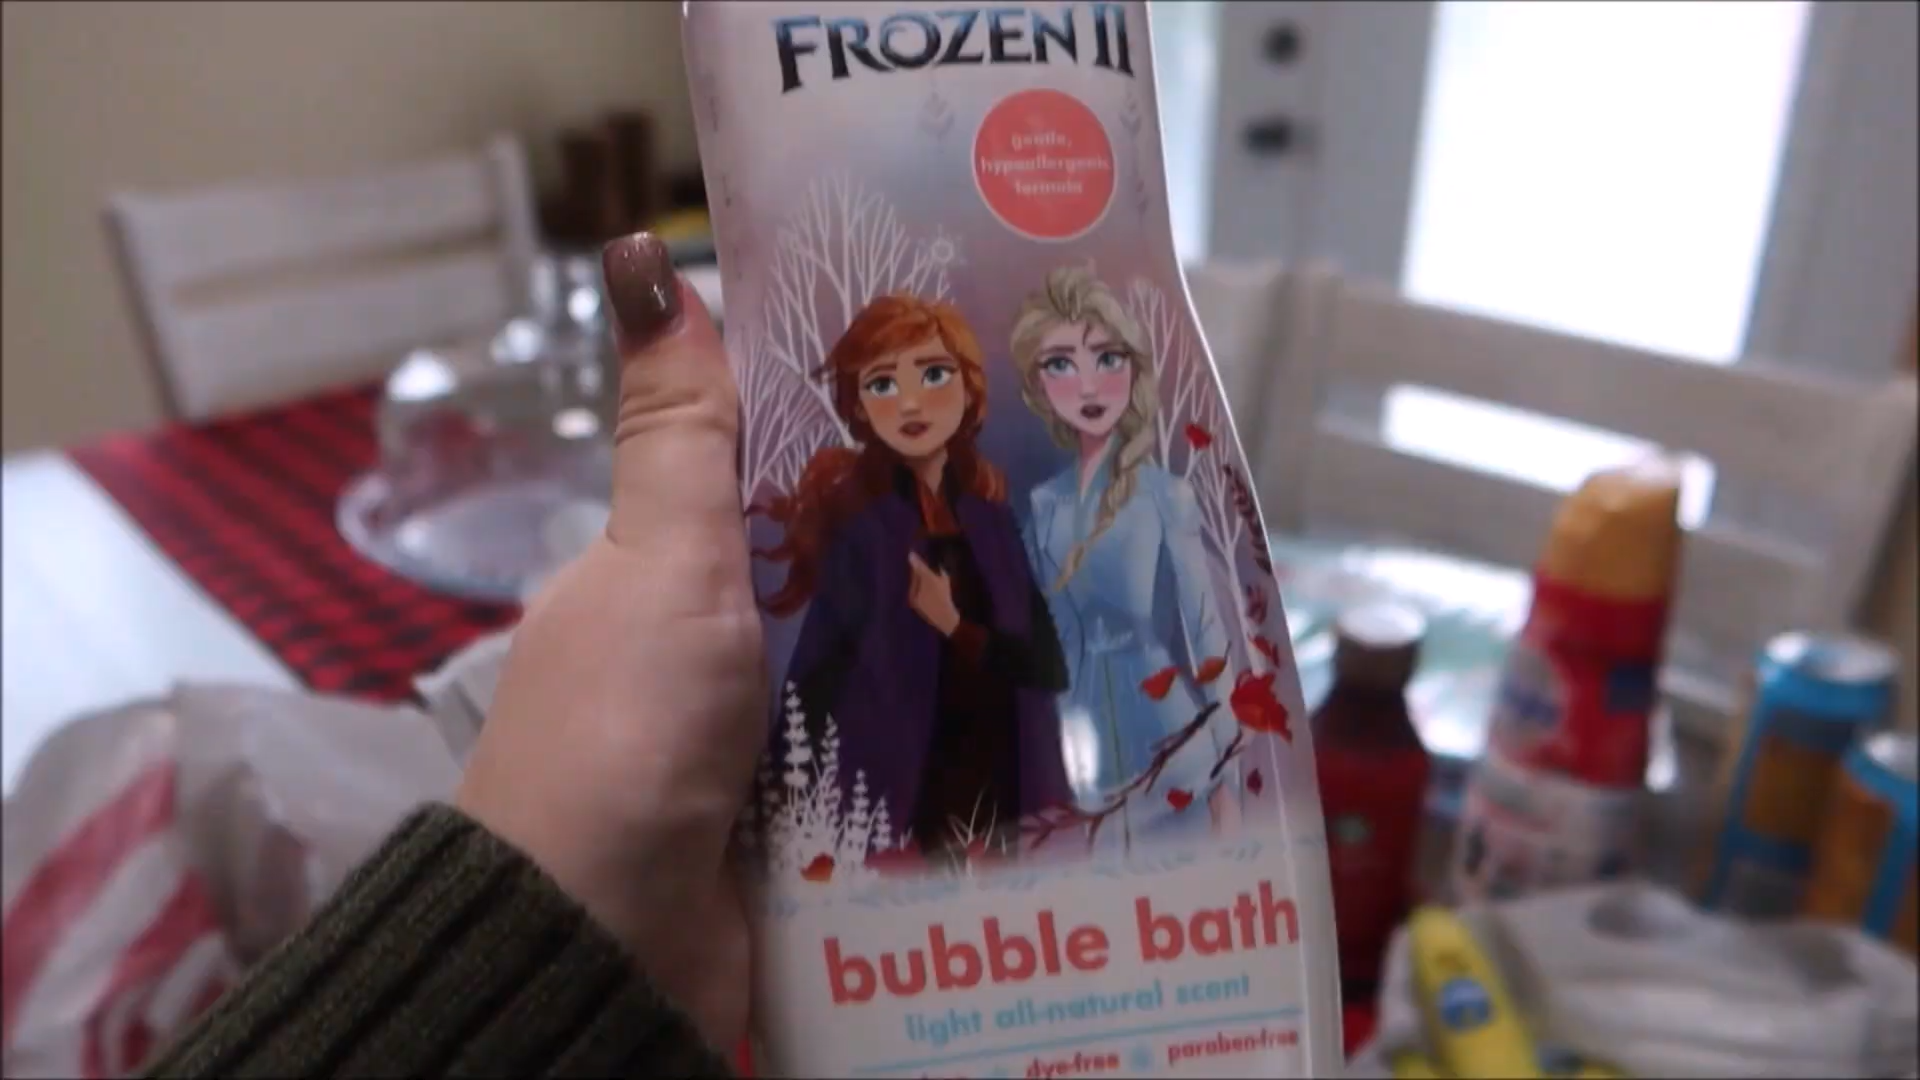 FROZEN II
gentle,
hypoallergenic
formula
bubble bath
light all-natural scent
dye-free paraben-free